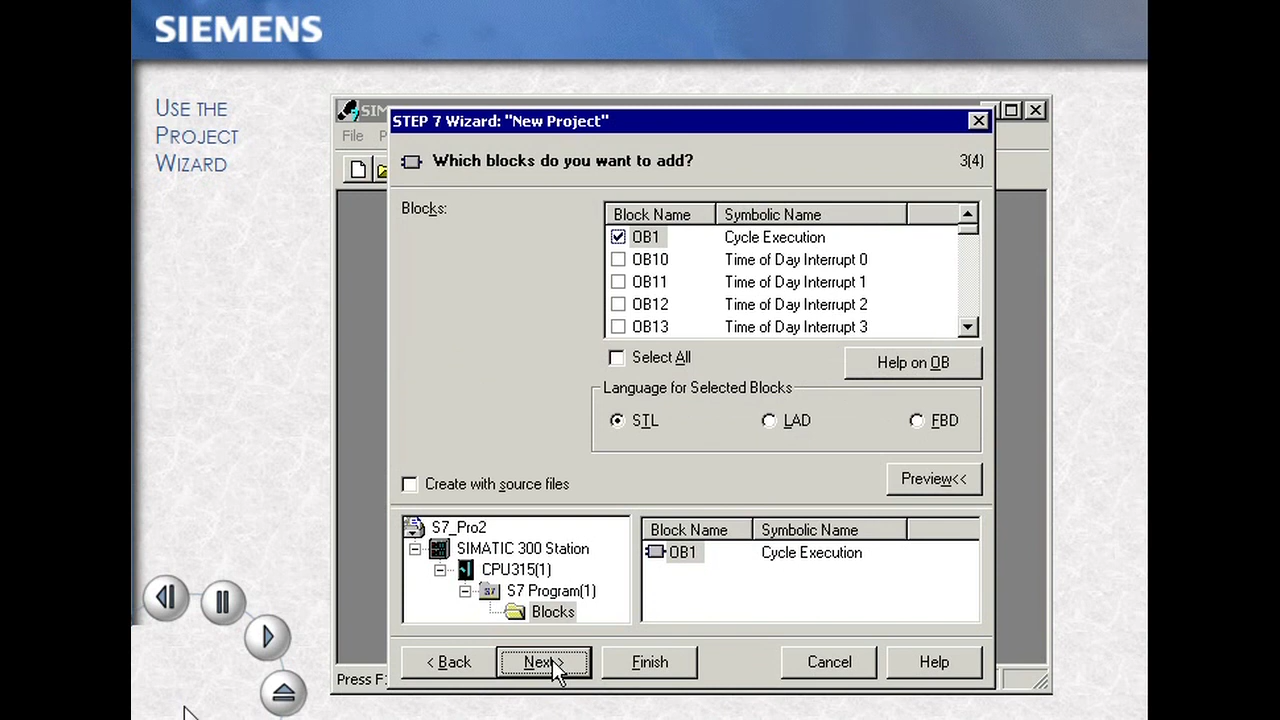 SIEMENS
USE THE
PROJECT
WIZARD
SIM
File P
STEP 7 Wizard: "New Project"
Which blocks do you want to add? 3(4)
Blocks:
Block Name Symbolic Name
OB1 Cycle Execution
OB10 Time of Day Interrupt 0
OB11 Time of Day Interrupt 1
OB12 Time of Day Interrupt 2
OB13 Time of Day Interrupt 3
Select All
Help on OB
Language for Selected Blocks
STL LAD FBD
Create with source files
Preview<<
S7_Pro2
SIMATIC 300 Station
CPU315(1)
S7 Program(1)
Blocks
Block Name Symbolic Name
OB1 Cycle Execution
< Back Next > Finish Cancel Help
Press F